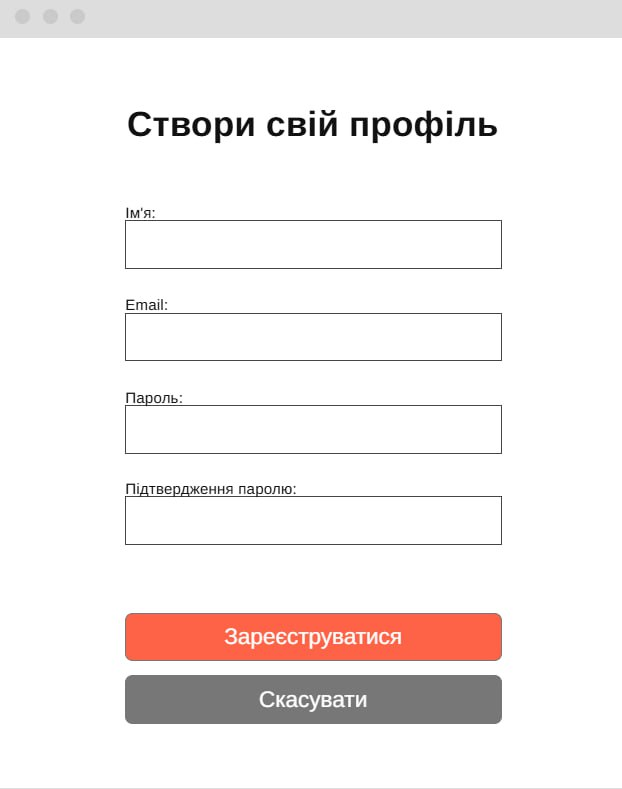 Створи свій профіль
Ім'я:
Email:
Пароль:
Підтвердження паролю:
Зареєструватися
Скасувати